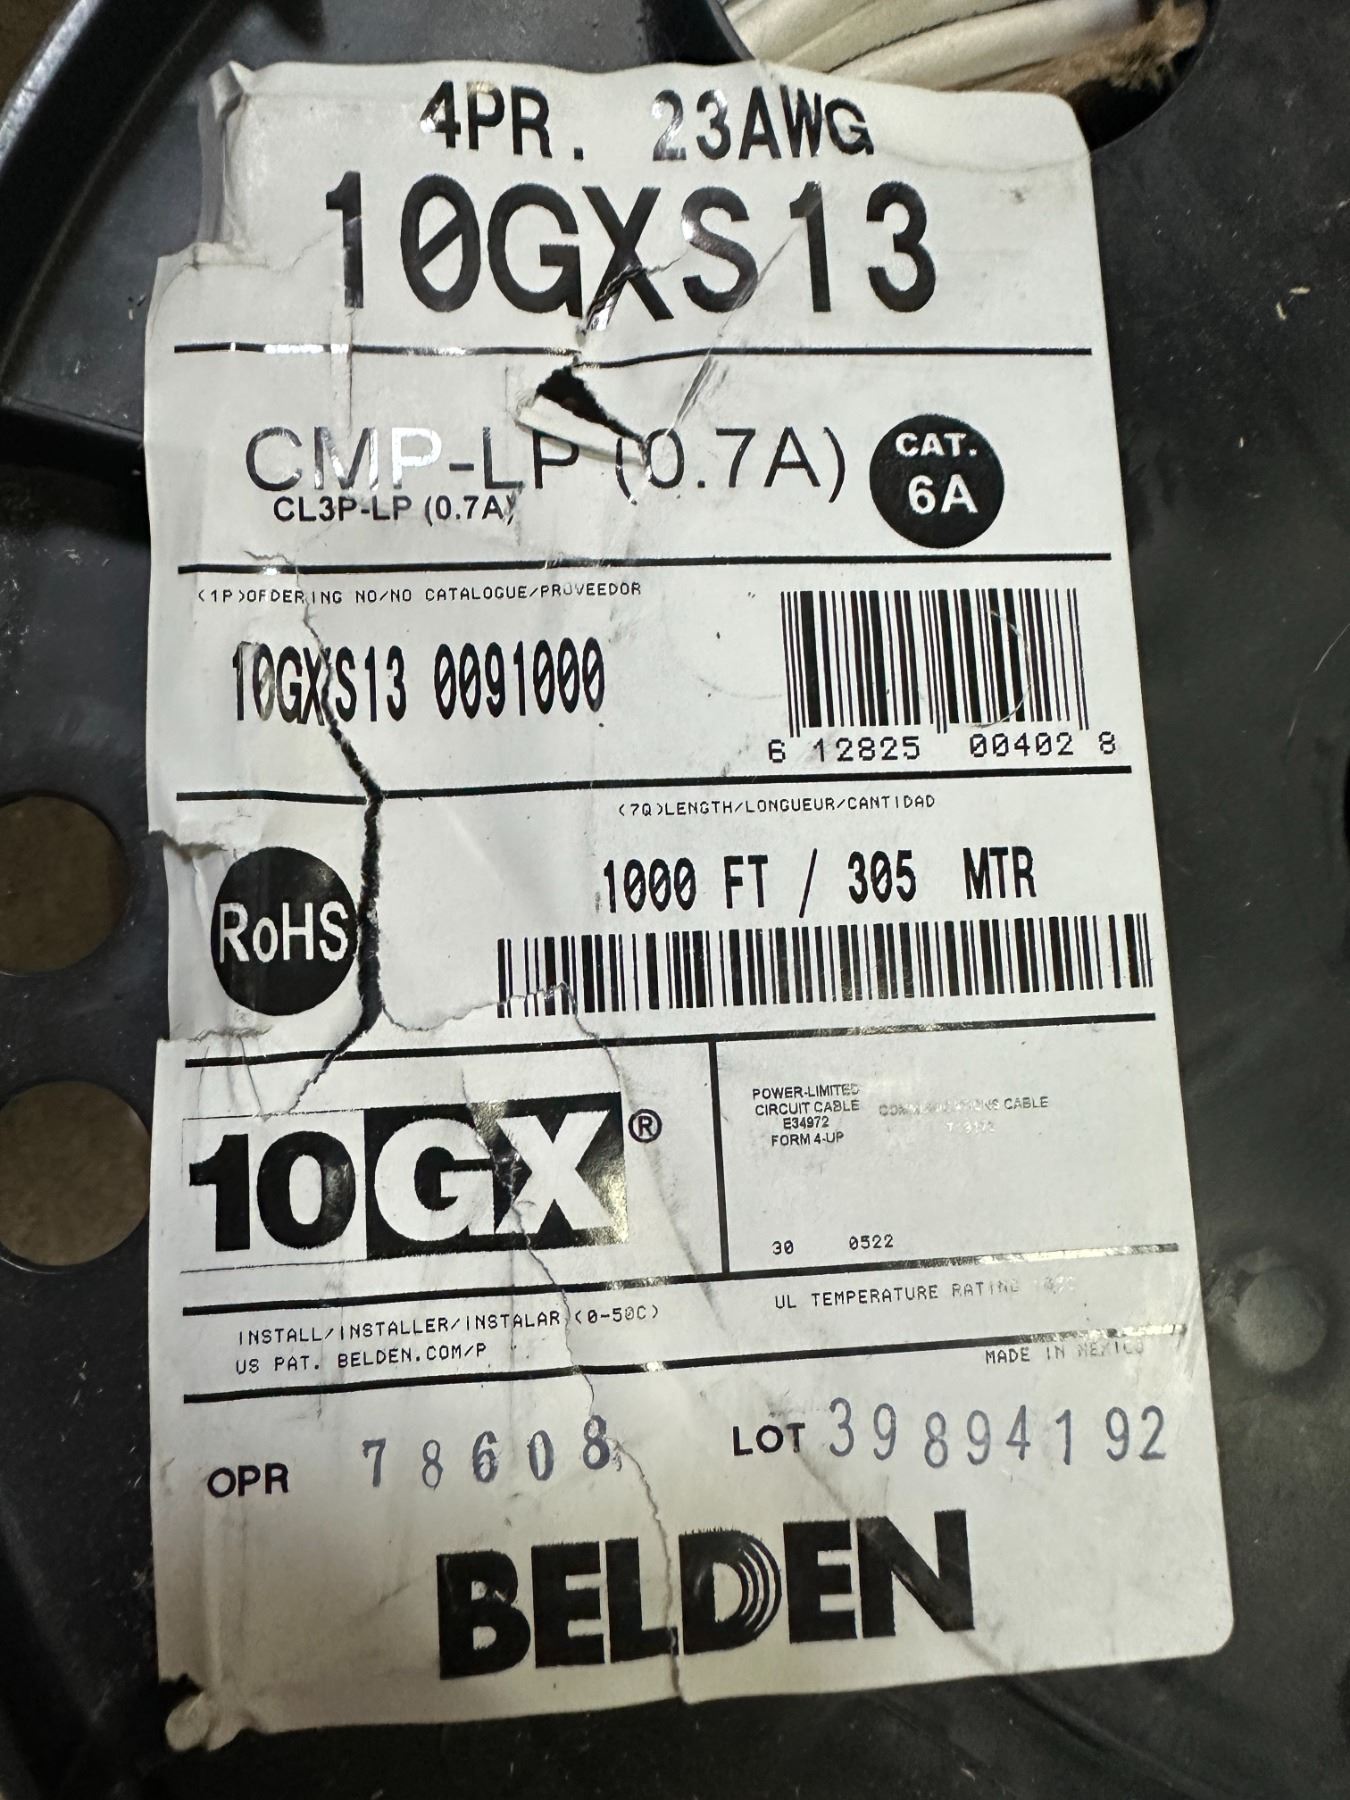 4PR. 23AWG
10GXS13
CMP-LP (0.7A)
CL3P-LP (0.7A)
CAT.
6A
(1P)ORDERING NO/NO CATALOGUE/PROVEEDOR
10GXS13 0091000
6 12825 00402 8
(7Q)LENGTH/LONGUEUR/CANTIDAD
1000 FT / 305 MTR
RoHS
10GX®
POWER-LIMITED
CIRCUIT CABLE
E34972
FORM 4-UP
COMMUNICATIONS CABLE
30 0522
UL TEMPERATURE RATING
INSTALL/INSTALLER/INSTALAR (0-50C)
US PAT. BELDEN.COM/P
MADE IN MEXICO
OPR 78608
LOT 39894192
BELDEN